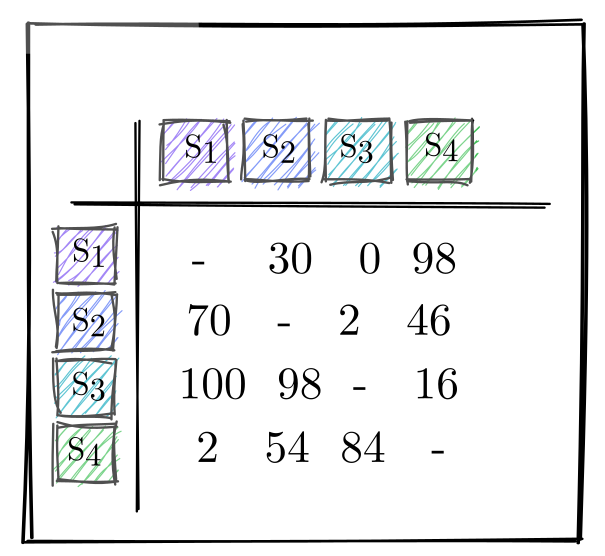 S1 S2 S3 S4
S1 - 30 0 98
S2 70 - 2 46
S3 100 98 - 16
S4 2 54 84 -